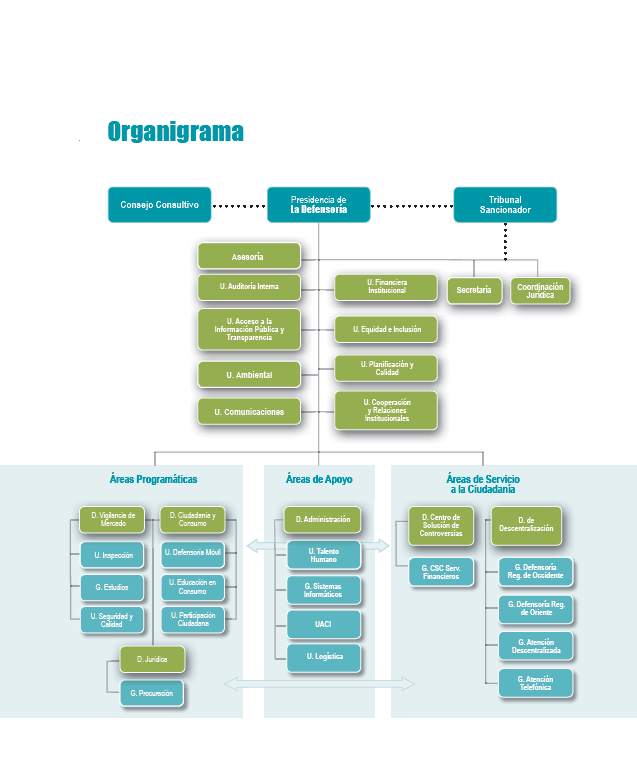 Organigrama
Consejo Consultivo
Presidencia de
La Defensoría
Tribunal
Sancionador
Asesoría
U. Auditoría Interna
U. Financiera
Institucional
Secretaría
Coordinación
Jurídica
U. Acceso a la
Información Pública y
Transparencia
U. Equidad e Inclusión
U. Ambiental
U. Planificación y
Calidad
U. Comunicaciones
U. Cooperación
y Relaciones
Institucionales
Áreas Programáticas
D. Vigilancia de
Mercado
D. Ciudadanía y
Consumo
U. Inspección
U. Defensoría Móvil
G. Estudios
U. Educación en
Consumo
U. Seguridad y
Calidad
U. Participación
Ciudadana
D. Jurídica
G. Procuración
Áreas de Apoyo
D. Administración
U. Talento
Humano
G. Sistemas
Informáticos
UACI
U. Logística
Áreas de Servicio
a la Ciudadanía
D. Centro de
Solución de
Controversias
G. CSC Serv.
Financieros
D. de
Descentralización
G. Defensoría
Reg. de Occidente
G. Defensoría Reg.
de Oriente
G. Atención
Descentralizada
G. Atención
Telefónica